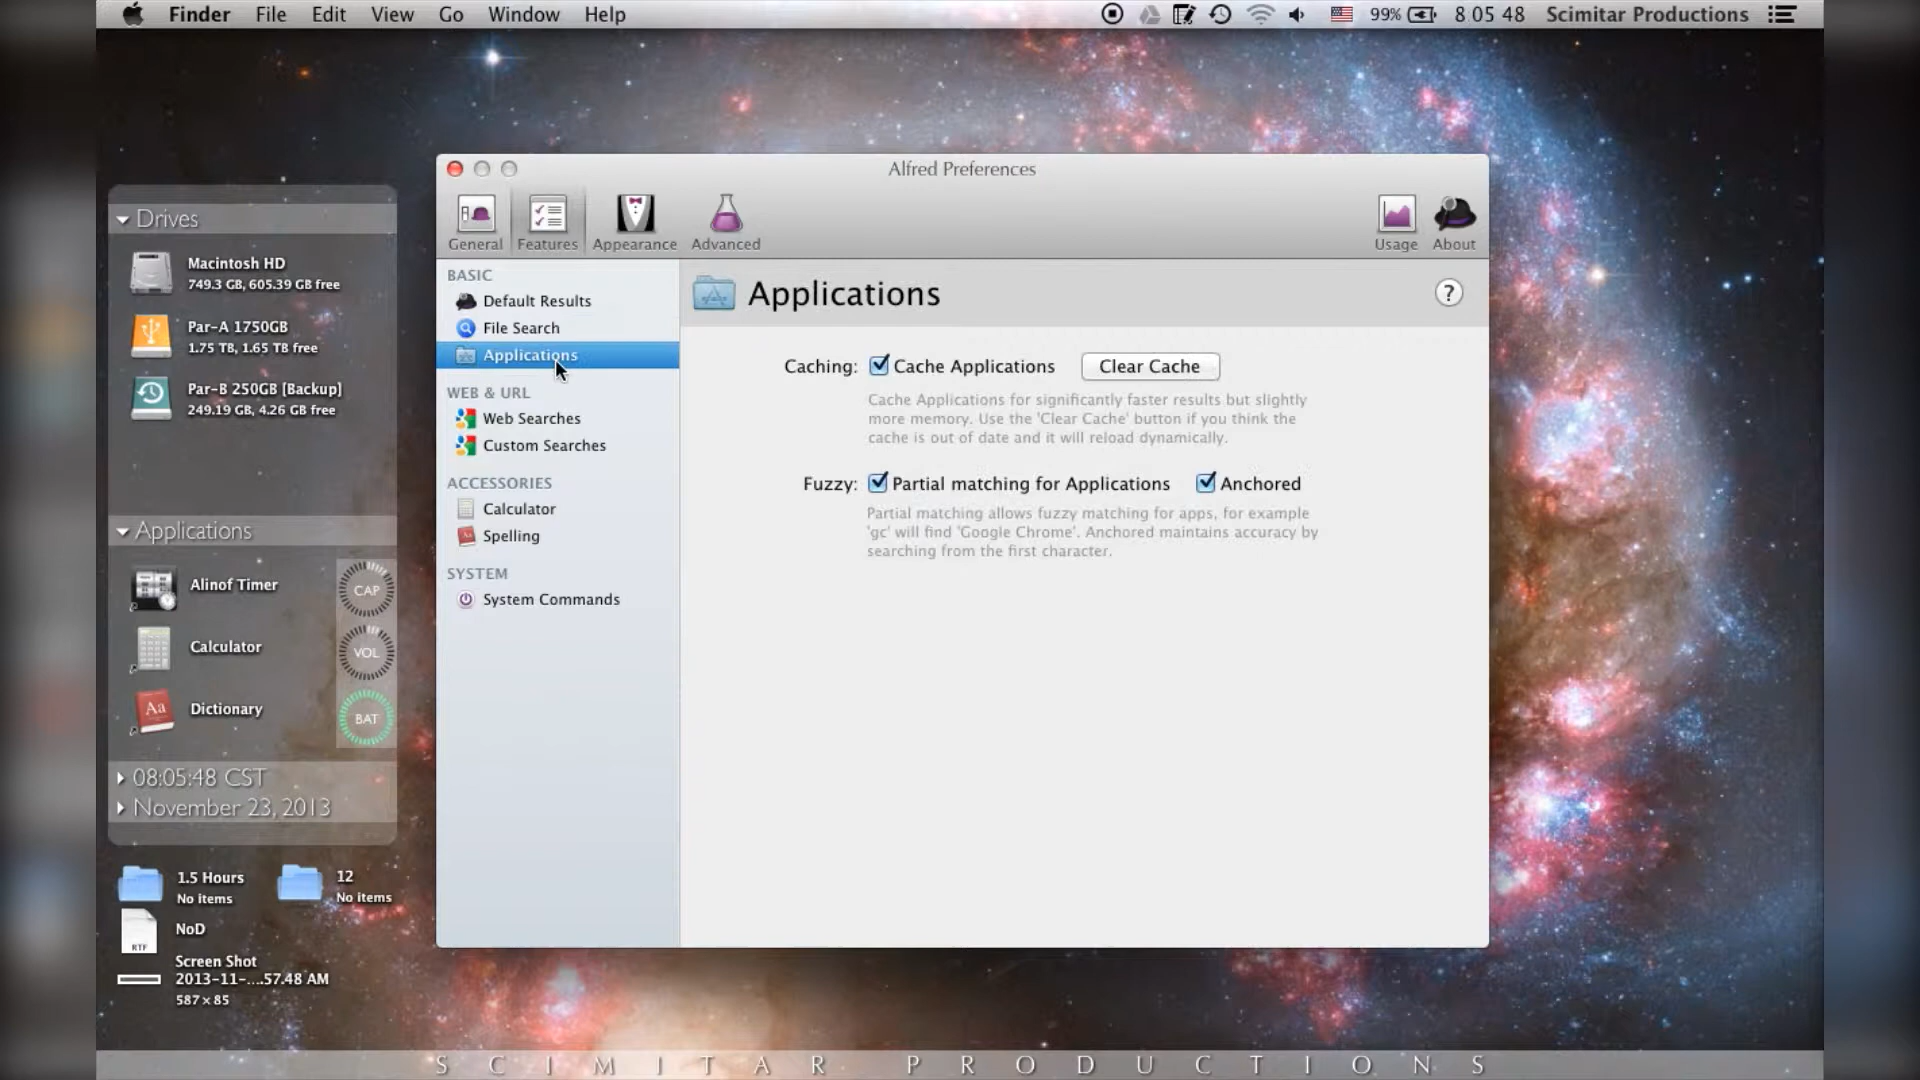 Finder File Edit View Go Window Help 99% 8 05 48 Scimitar Productions
Alfred Preferences
General Features Appearance Advanced Usage About
BASIC
Default Results
File Search
Applications
WEB & URL
Web Searches
Custom Searches
ACCESSORIES
Calculator
Spelling
SYSTEM
System Commands
Applications ?
Caching: Cache Applications Clear Cache
Cache Applications for significantly faster results but slightly
more memory. Use the 'Clear Cache' button if you think the
cache is out of date and it will reload dynamically.
Fuzzy: Partial matching for Applications Anchored
Partial matching allows fuzzy matching for apps, for example
'gc' will find 'Google Chrome'. Anchored maintains accuracy by
searching from the first character.
Drives
Macintosh HD
749.3 GB, 605.39 GB free
Par-A 1750GB
1.75 TB, 1.65 TB free
Par-B 250GB [Backup]
249.19 GB, 4.26 GB free
Applications
Alinof Timer
CAP
Calculator
VOL
Aa
Dictionary
BAT
08:05:48 CST
November 23, 2013
1.5 Hours
No items
12
No items
RTF
NoD
Screen Shot
2013-11-....57.48 AM
587 × 85
SCIMITAR PRODUCTIONS